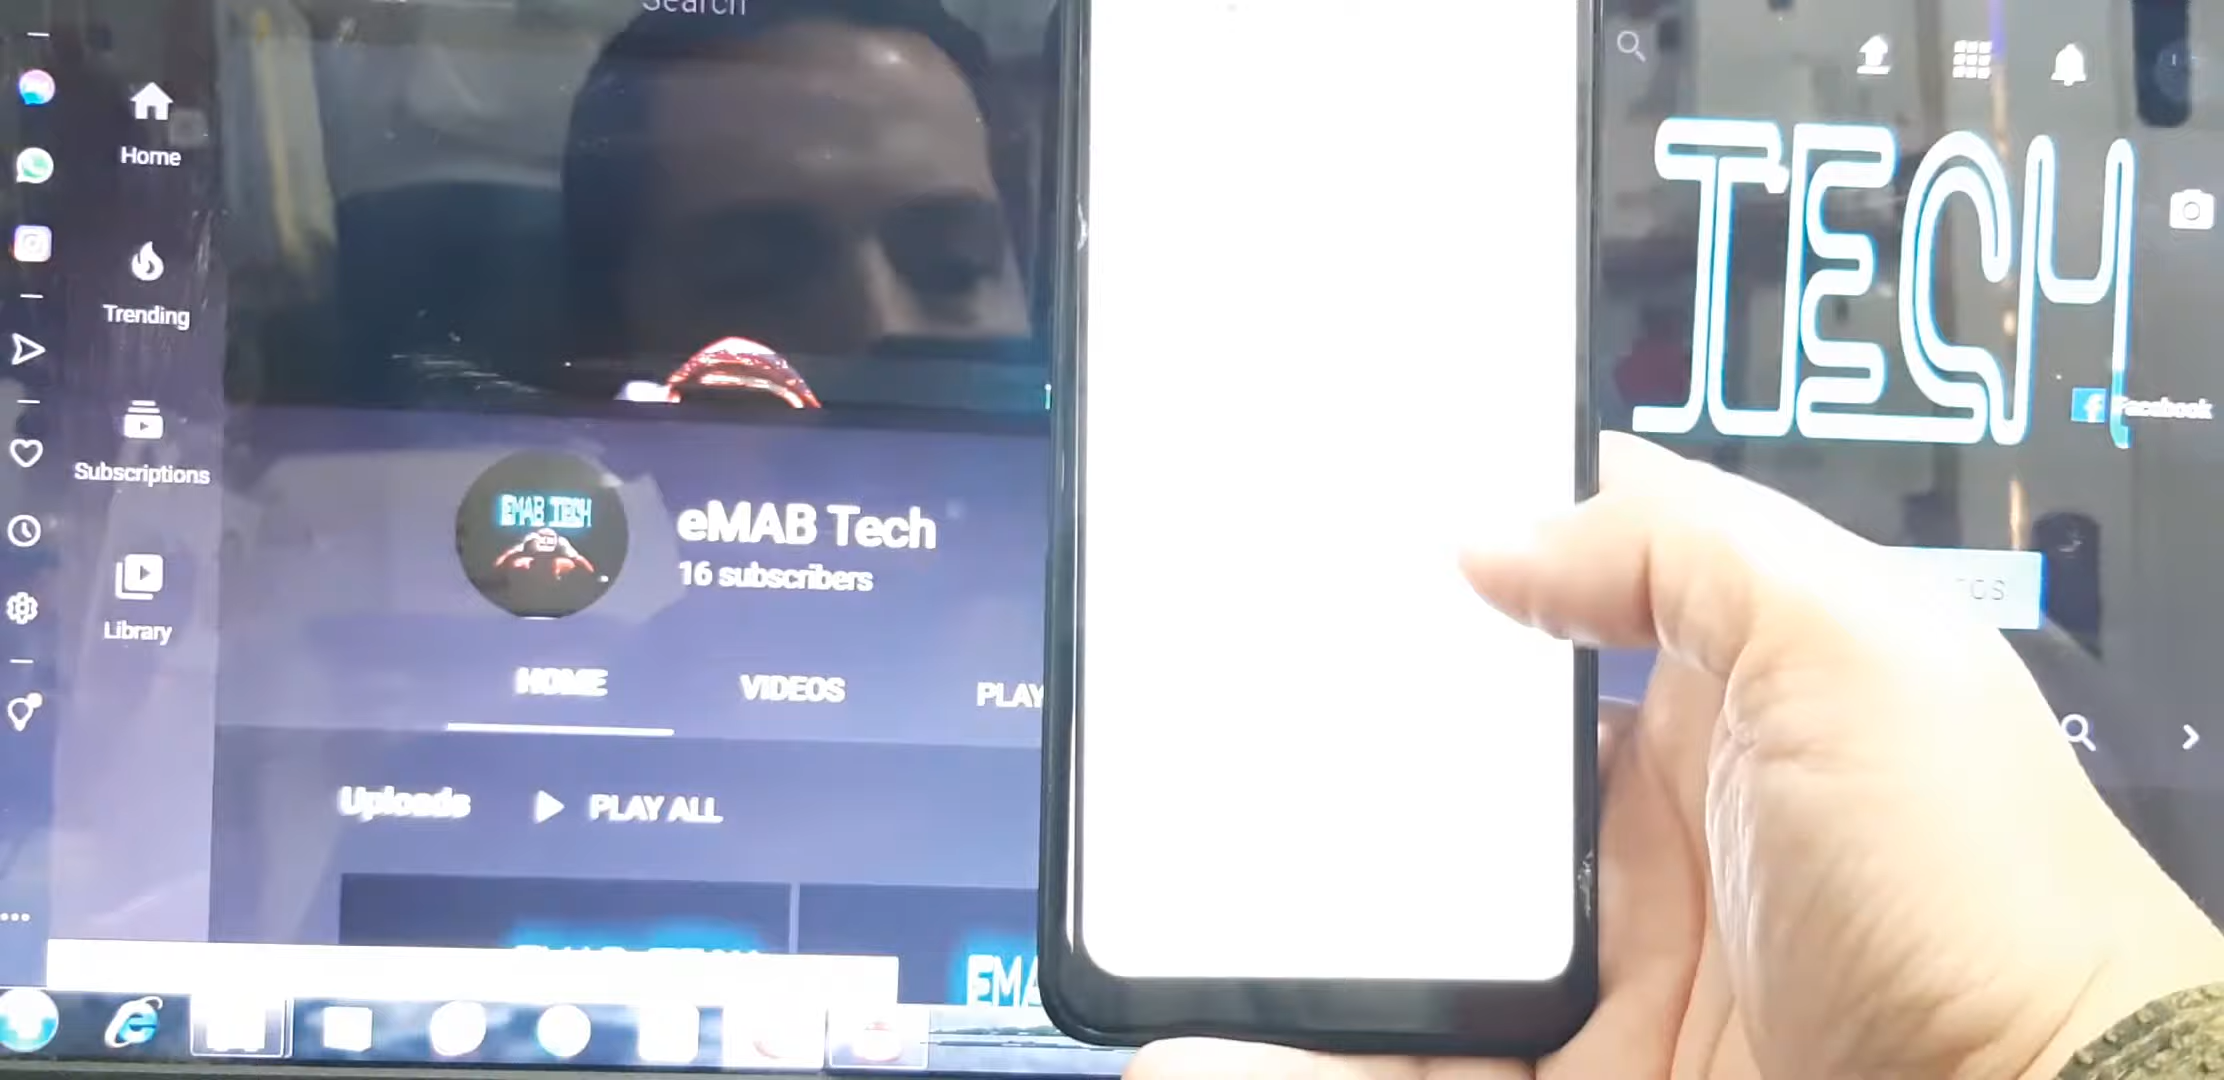 Search
Home
Trending
Subscriptions
Library
TECH
Facebook
EMAB TECH
eMAB Tech
16 subscribers
HOME
VIDEOS
PLAY
Uploads
PLAY ALL
EMA